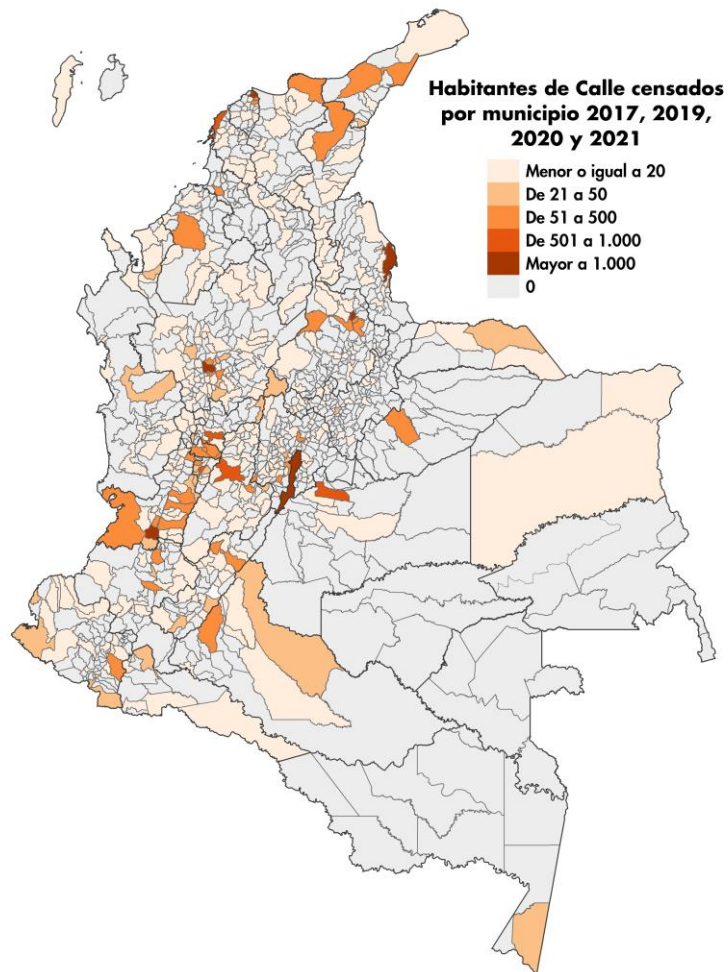 Habitantes de Calle censados
por municipio 2017, 2019,
2020 y 2021
Menor o igual a 20
De 21 a 50
De 51 a 500
De 501 a 1.000
Mayor a 1.000
0